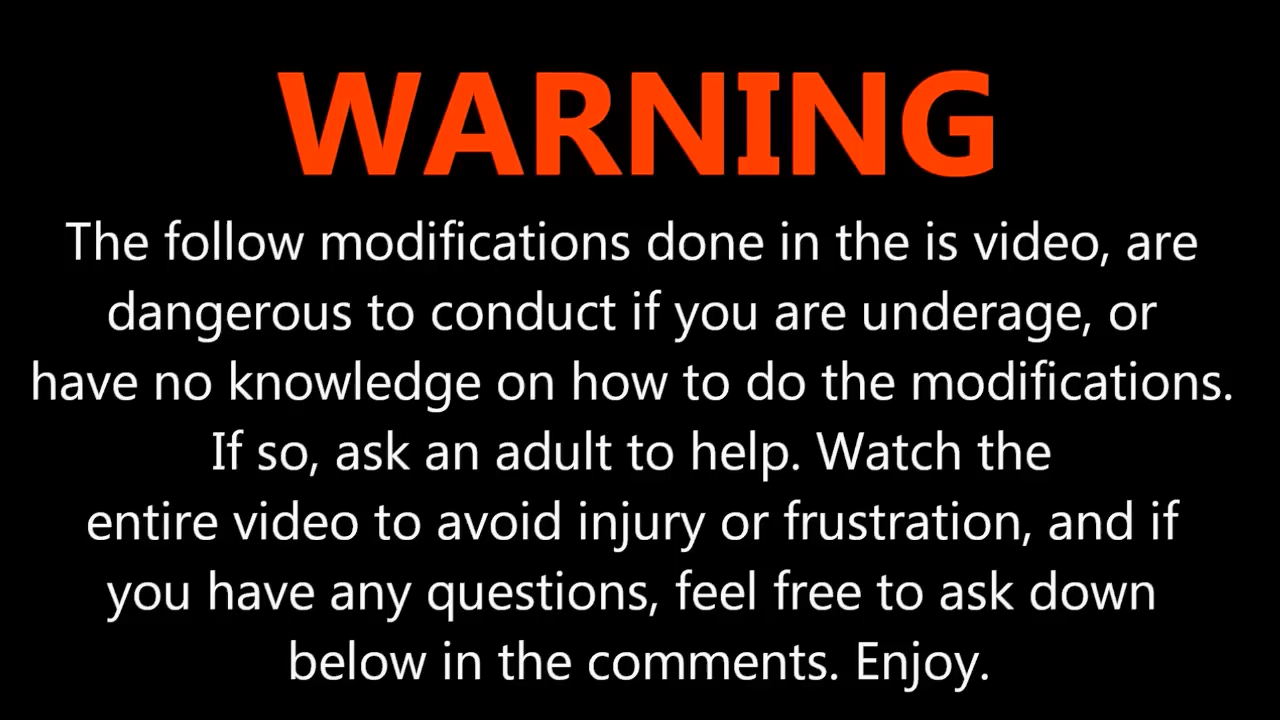 WARNING
The follow modifications done in the is video, are
dangerous to conduct if you are underage, or
have no knowledge on how to do the modifications.
If so, ask an adult to help. Watch the
entire video to avoid injury or frustration, and if
you have any questions, feel free to ask down
below in the comments. Enjoy.